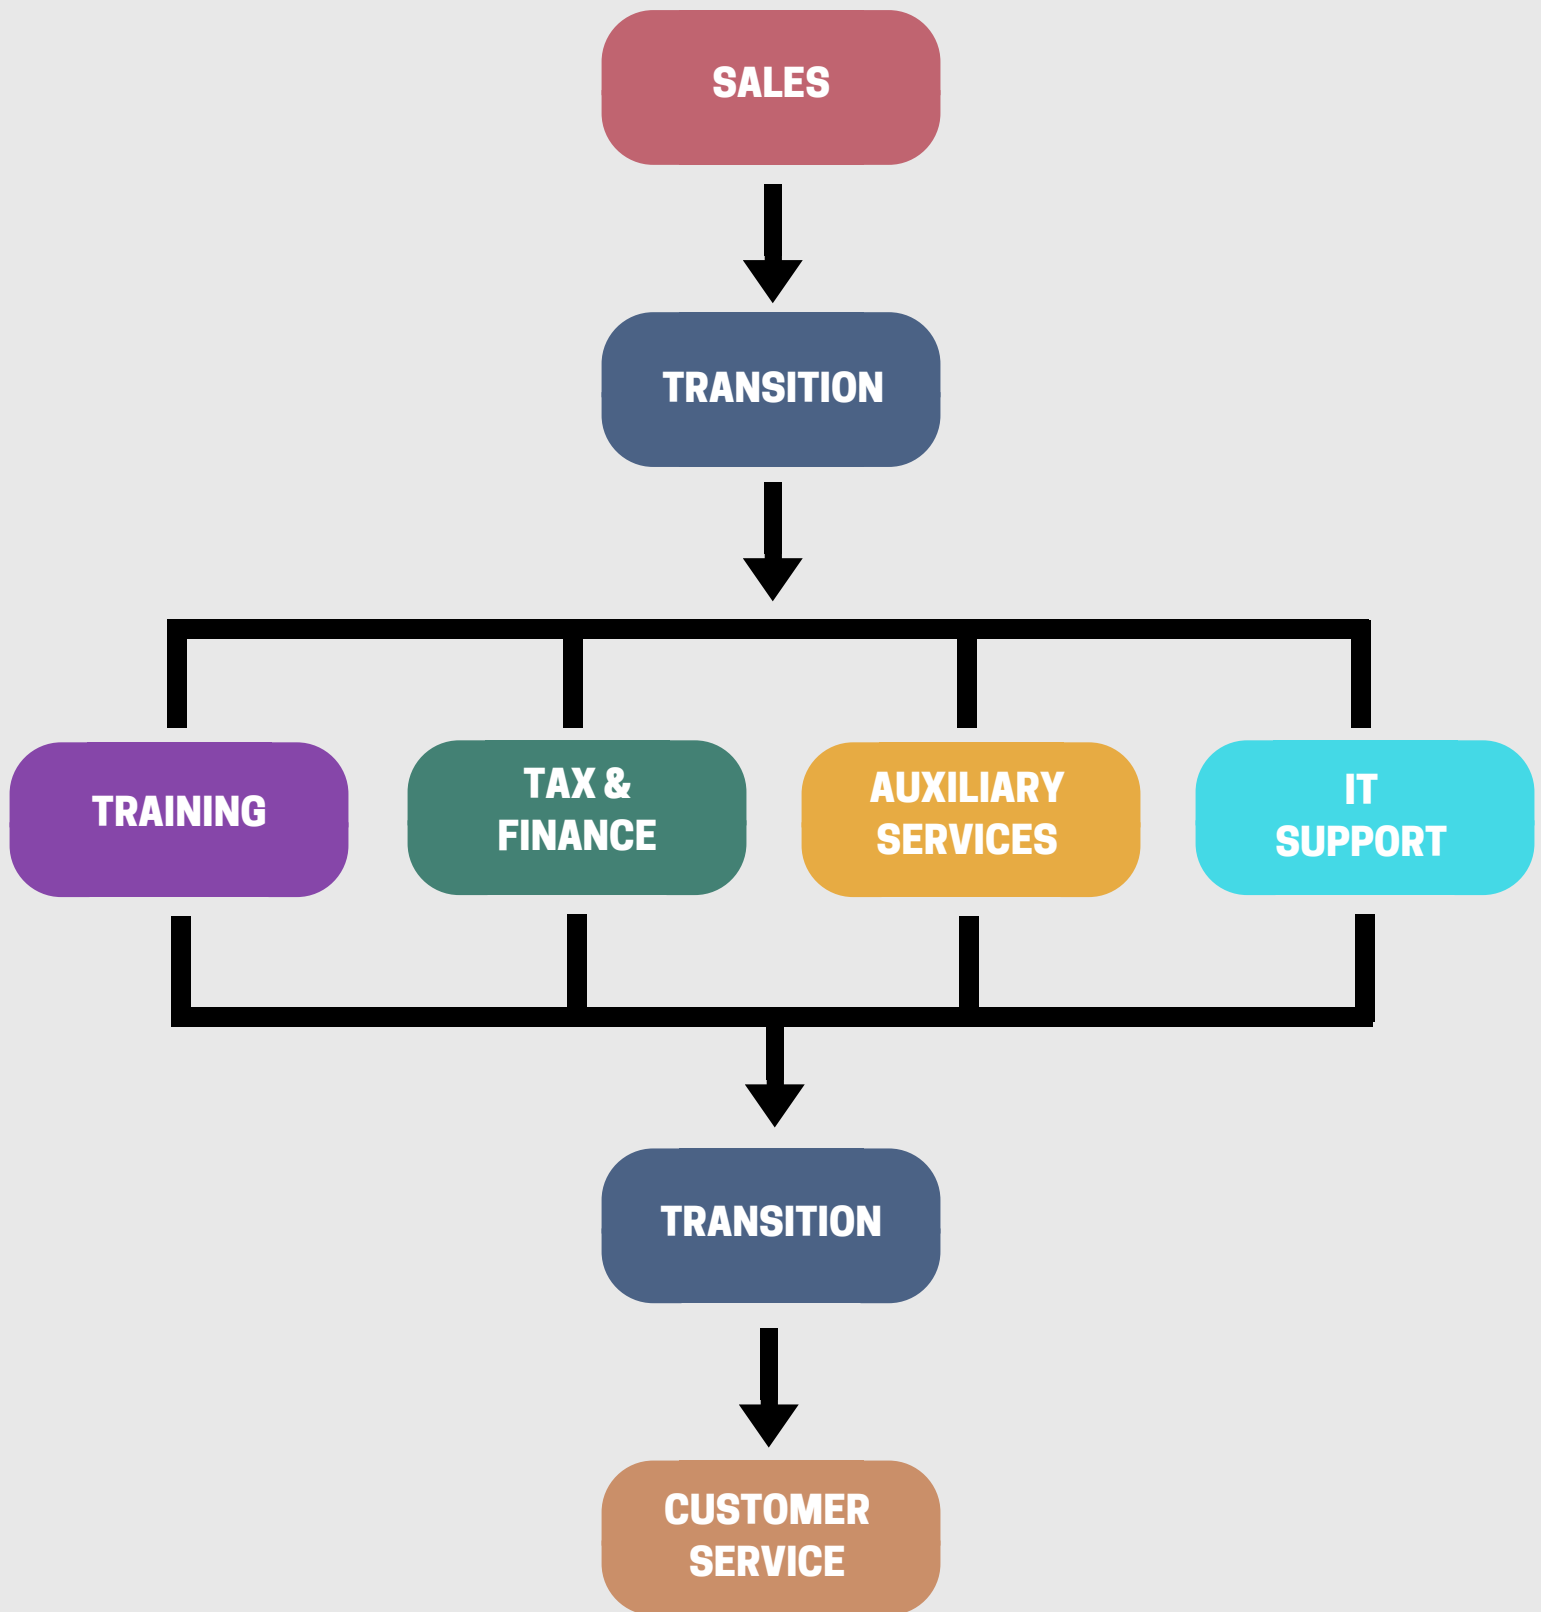 SALES
TRANSITION
TRAINING
TAX &
FINANCE
AUXILIARY
SERVICES
IT
SUPPORT
TRANSITION
CUSTOMER
SERVICE